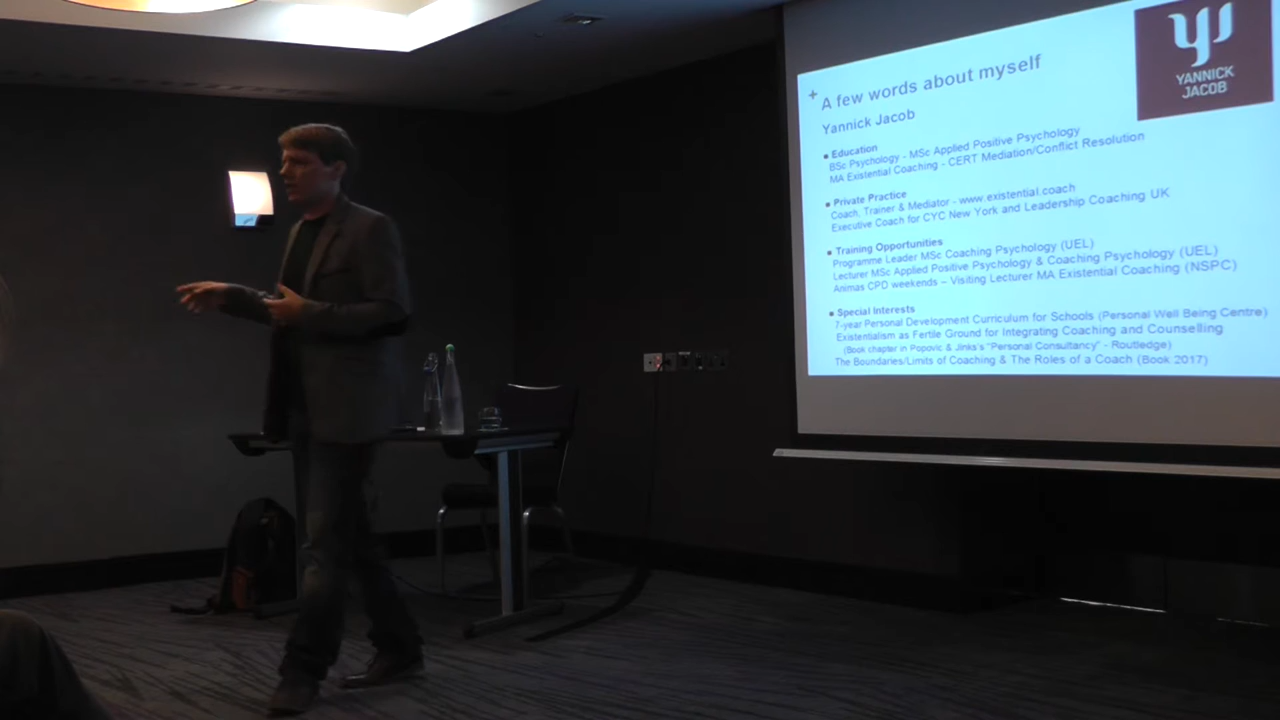 + A few words about myself
Yannick Jacob
YJ
YANNICK
JACOB
▪ Education
BSc Psychology - MSc Applied Positive Psychology
MA Existential Coaching - CERT Mediation/Conflict Resolution
▪ Private Practice
Coach, Trainer & Mediator - www.existential.coach
Executive Coach for CYC New York and Leadership Coaching UK
▪ Training Opportunities
Programme Leader MSc Coaching Psychology (UEL)
Lecturer MSc Applied Positive Psychology & Coaching Psychology (UEL)
Animas CPD weekends – Visiting Lecturer MA Existential Coaching (NSPC)
▪ Special Interests
7-year Personal Development Curriculum for Schools (Personal Well Being Centre)
Existentialism as Fertile Ground for Integrating Coaching and Counselling
(Book chapter in Popovic & Jinks's "Personal Consultancy" - Routledge)
The Boundaries/Limits of Coaching & The Roles of a Coach (Book 2017)